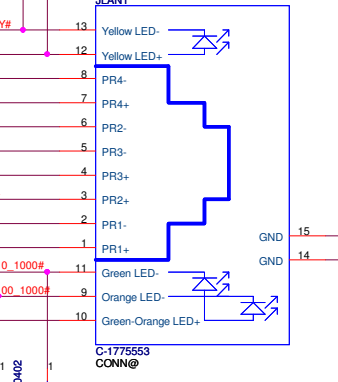 JLAN1
Y#
13 Yellow LED-
12 Yellow LED+
8 PR4-
7 PR4+
6 PR2-
5 PR3-
4 PR3+
3 PR2+
2 PR1-
1 PR1+
GND 15
GND 14
0_1000# 11 Green LED-
00_1000# 9 Orange LED-
10 Green-Orange LED+
C-1775553
CONN@
1
0402
1